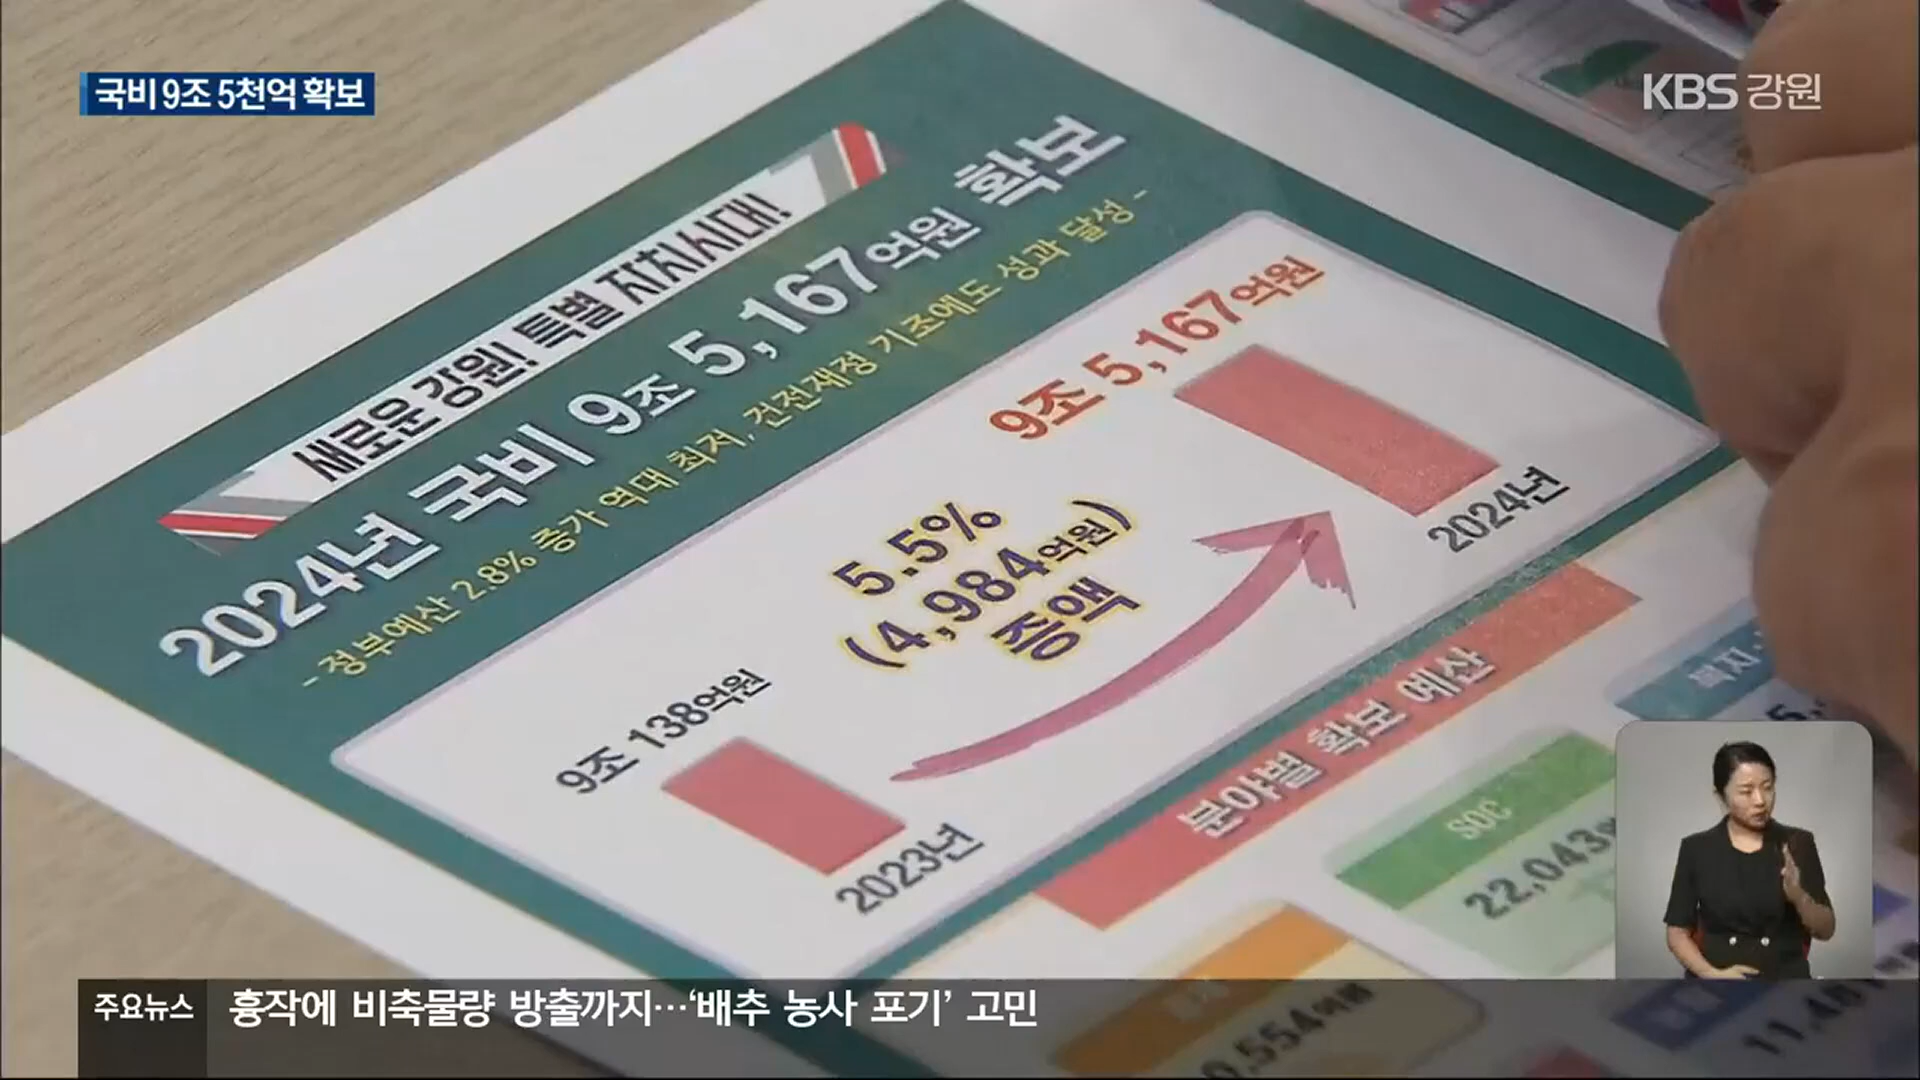 국비 9조 5천억 확보
KBS 강원
새로운 강원! 특별 자치시대!
2024년 국비 9조 5,167억원 확보
- 정부예산 2.8% 증가 역대 최저, 건전재정 기조에도 성과 달성 -
9조 5,167억원
2024년
5.5%
(4,984억원)
증액
9조 138억원
2023년
분야별 확보 예산
복지·
SOC
22,043
주요뉴스
흉작에 비축물량 방출까지…‘배추 농사 포기’ 고민